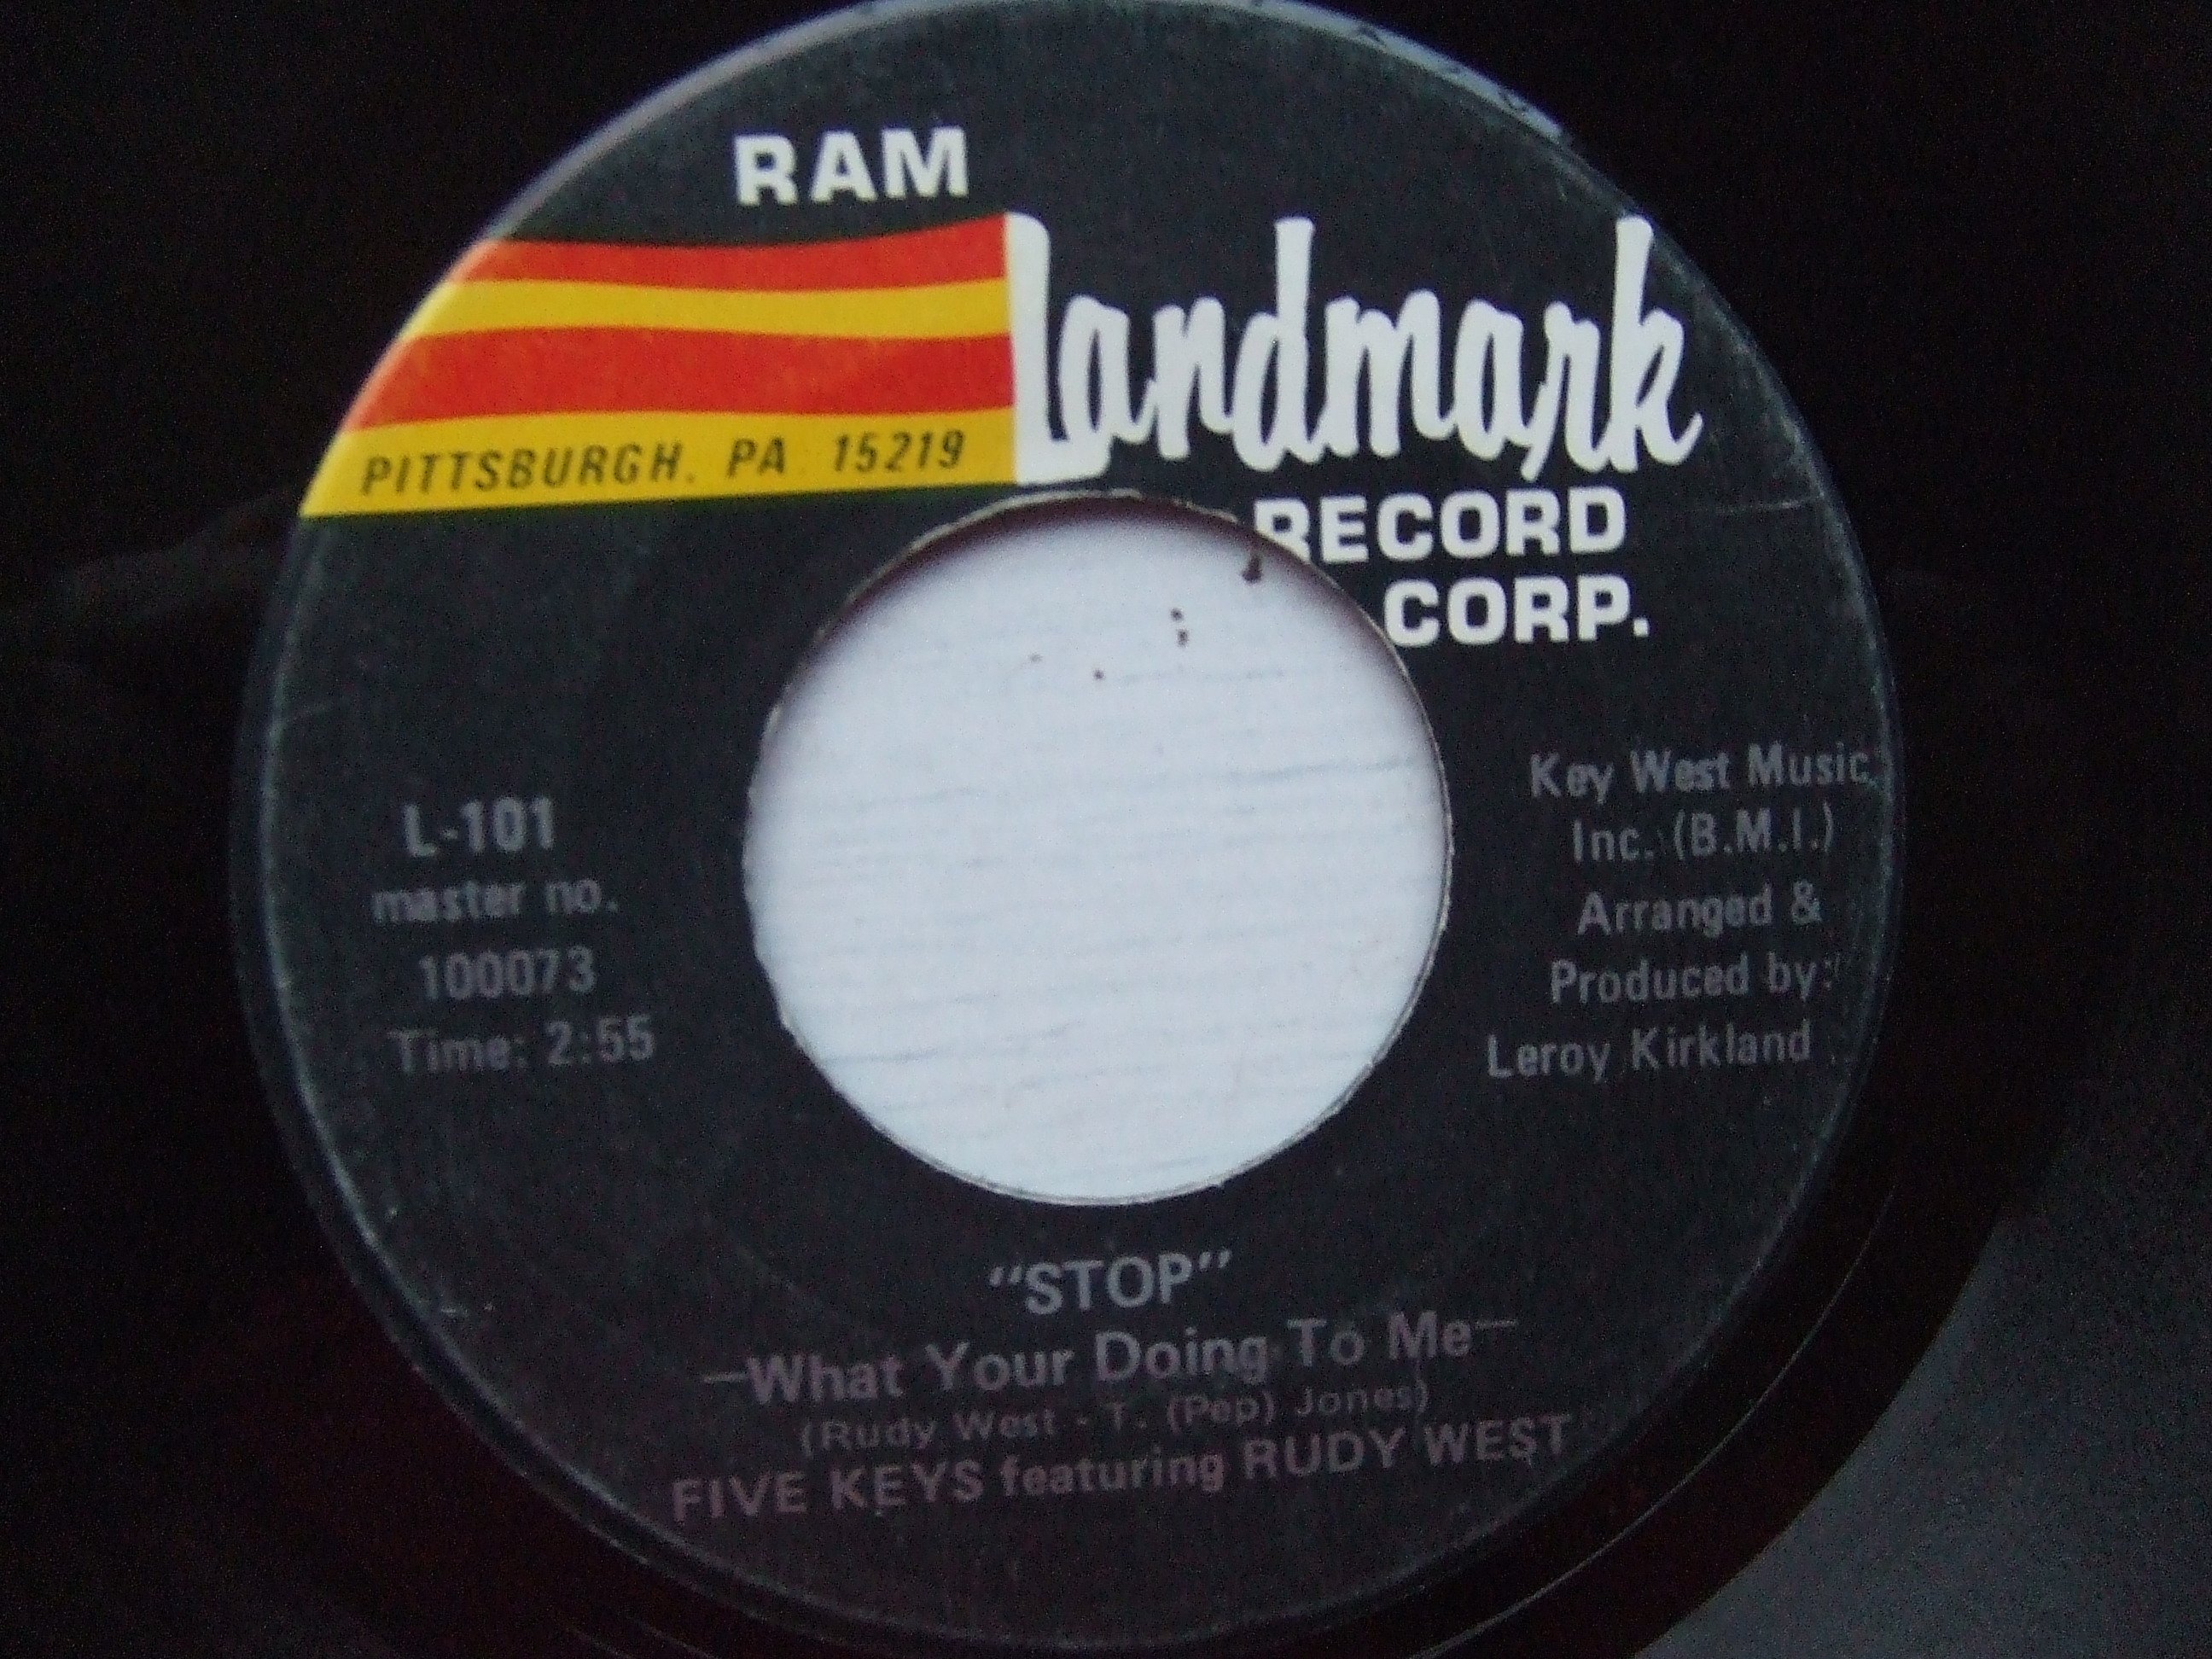 RAM
Landmark
PITTSBURGH, PA 15219
RECORD
CORP.
L-101
master no.
100073
Time: 2:55
Key West Music,
Inc. (B.M.I.)
Arranged &
Produced by:
Leroy Kirkland
"STOP"
—What Your Doing To Me—
(Rudy West - T. (Pep) Jones)
FIVE KEYS featuring RUDY WEST